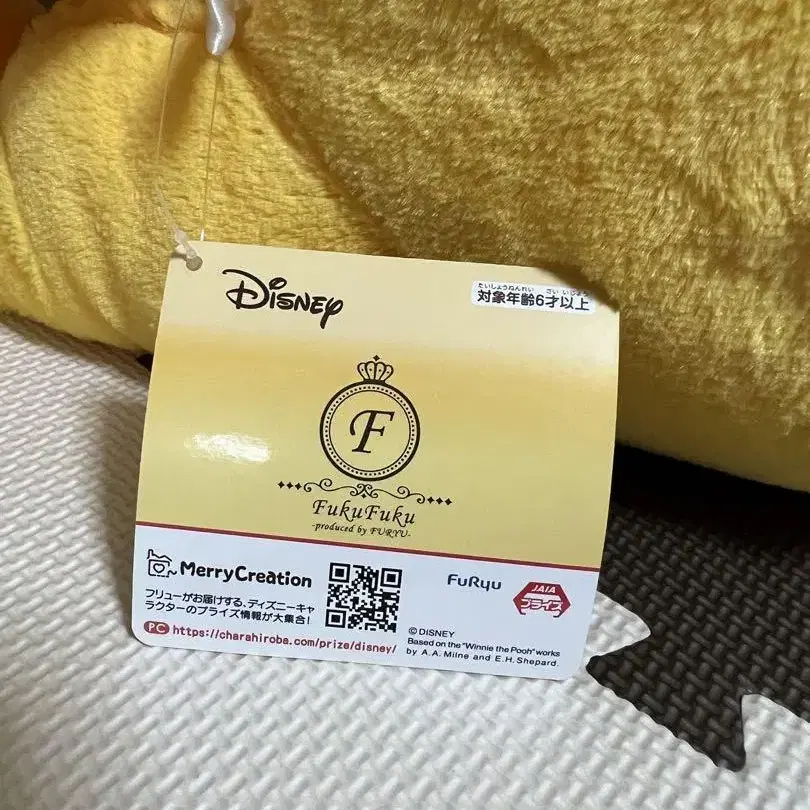 Disney
たいしょうねんれい さいいじょう
対象年齢6才以上
F
FukuFuku
-produced by FURYU-
MerryCreation
フリューがお届けする、ディズニーキャ
ラクターのプライズ情報が大集合!
PC https://charahiroba.com/prize/disney/
FuRyu
JAIA
プライズ
©DISNEY
Based on the "Winnie the Pooh" works
by A.A. Milne and E.H. Shepard.